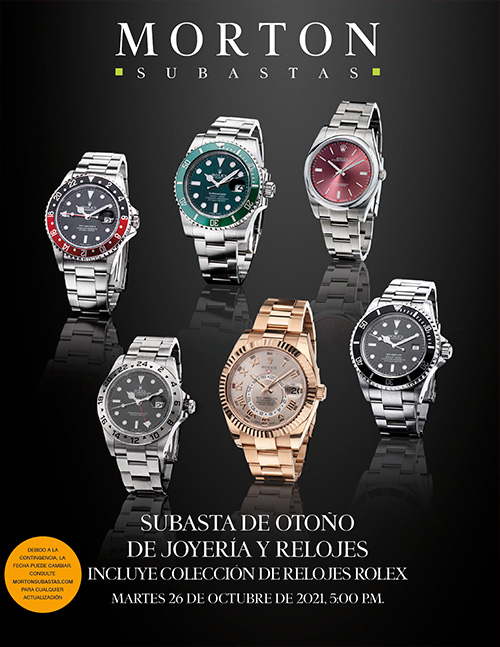 MORTON
SUBASTAS
SUBASTA DE OTOÑO
DE JOYERÍA Y RELOJES
INCLUYE COLECCIÓN DE RELOJES ROLEX
MARTES 26 DE OCTUBRE DE 2021, 5:00 P.M.
DEBIDO A LA
CONTINGENCIA, LA
FECHA PUEDE CAMBIAR.
CONSULTE
MORTONSUBASTAS.COM
PARA CUALQUIER
ACTUALIZACIÓN